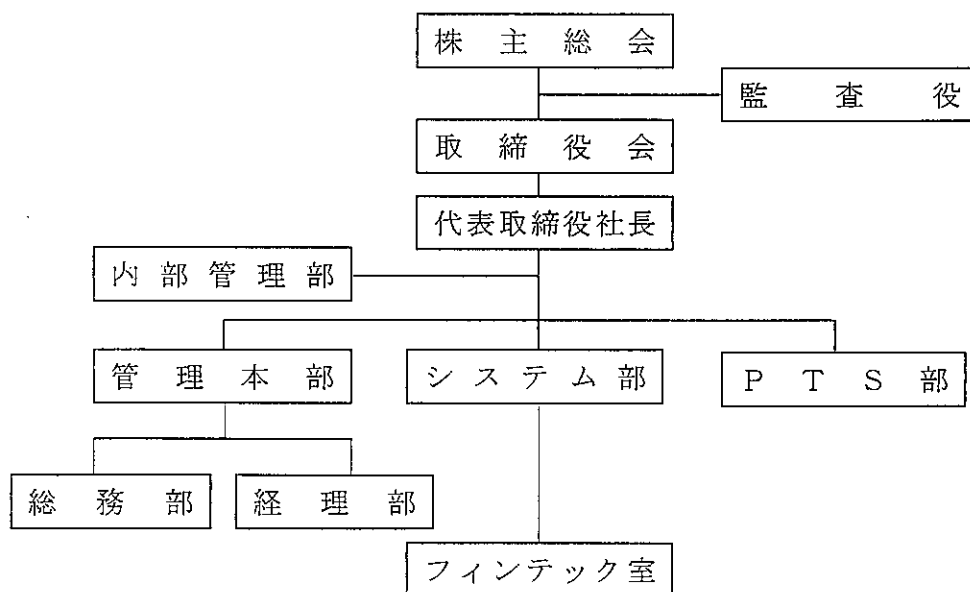 株主総会
監査役
取締役会
代表取締役社長
内部管理部
管理本部
システム部
PTS部
総務部
経理部
フィンテック室